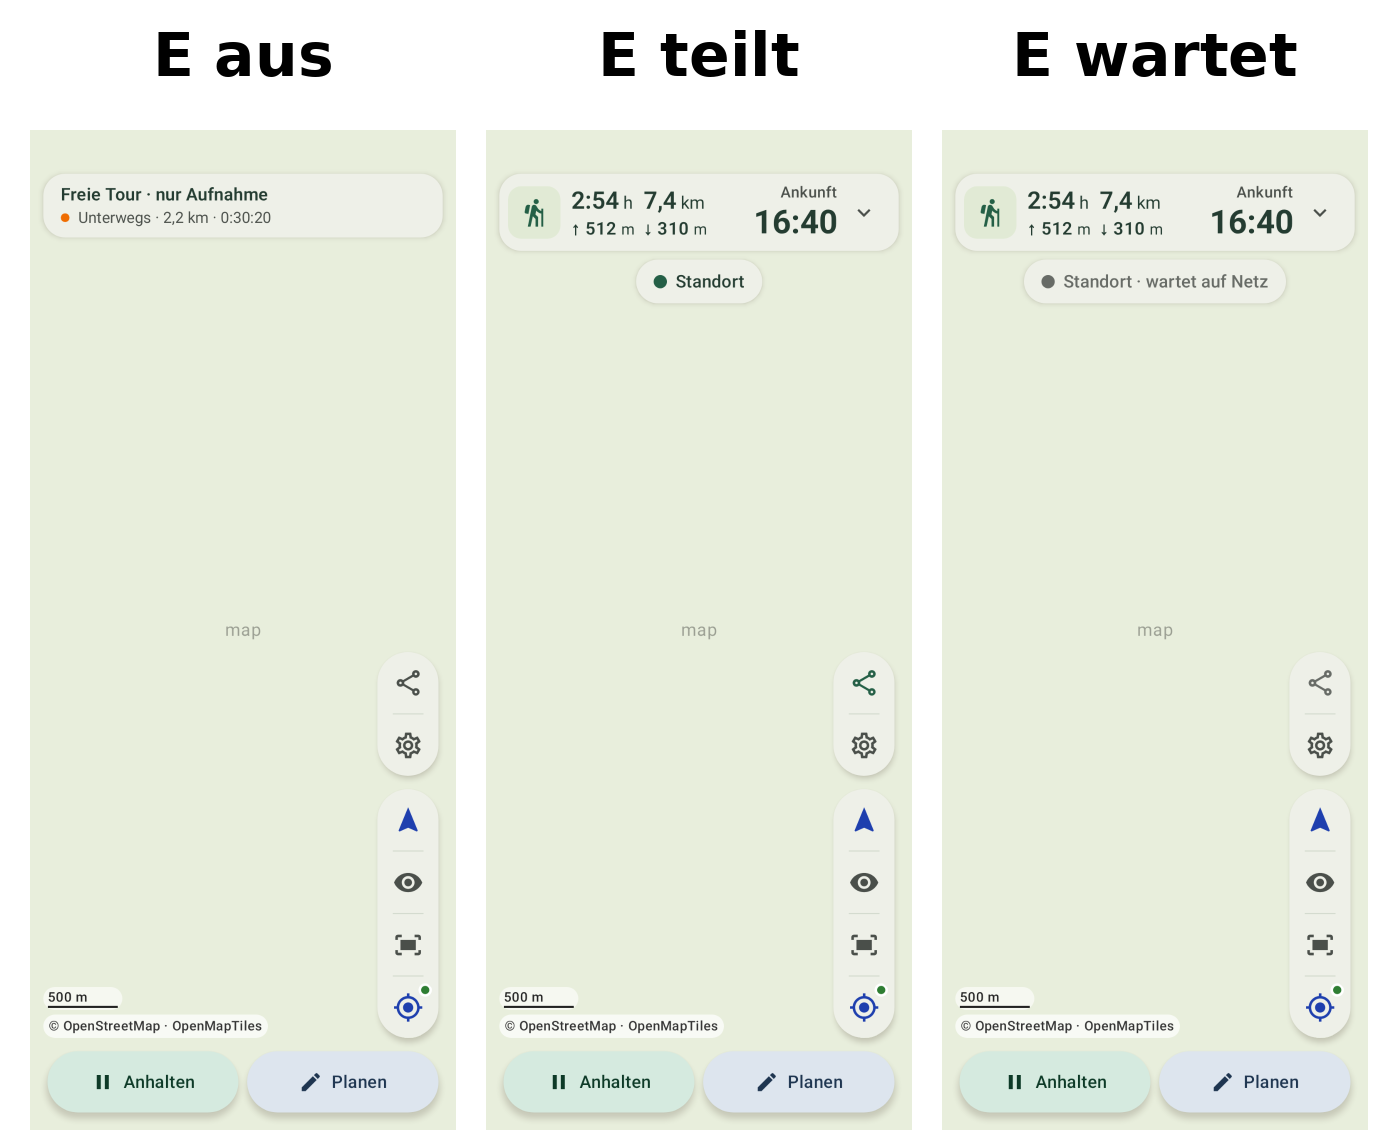 E aus
E teilt
E wartet
Freie Tour · nur Aufnahme
Unterwegs · 2,2 km · 0:30:20
map
500 m
© OpenStreetMap · OpenMapTiles
Anhalten
Planen
2:54 h 7,4 km
↑ 512 m ↓ 310 m
Ankunft
16:40
Standort
map
500 m
© OpenStreetMap · OpenMapTiles
Anhalten
Planen
2:54 h 7,4 km
↑ 512 m ↓ 310 m
Ankunft
16:40
Standort · wartet auf Netz
map
500 m
© OpenStreetMap · OpenMapTiles
Anhalten
Planen